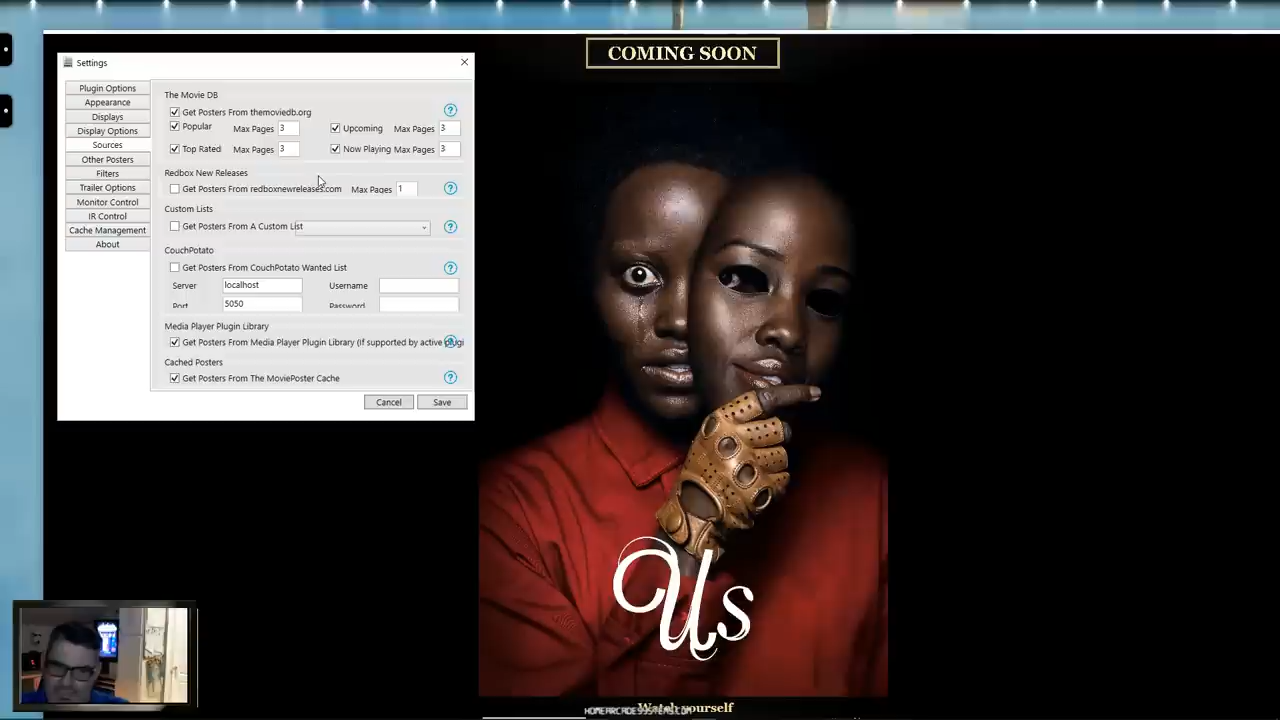 COMING SOON
Settings
Plugin Options
Appearance
Displays
Display Options
Sources
Other Posters
Filters
Trailer Options
Monitor Control
IR Control
Cache Management
About
The Movie DB
Get Posters From themoviedb.org
Popular Max Pages 3 Upcoming Max Pages 3
Top Rated Max Pages 3 Now Playing Max Pages 3
Redbox New Releases
Get Posters From redboxnewreleases.com Max Pages 1
Custom Lists
Get Posters From A Custom List
CouchPotato
Get Posters From CouchPotato Wanted List
Server localhost Username
Port 5050 Password
Media Player Plugin Library
Get Posters From Media Player Plugin Library (If supported by active plugi
Cached Posters
Get Posters From The MoviePoster Cache
Cancel Save
Us
Watch yourself
HOMEARCADESYSTEMS.COM